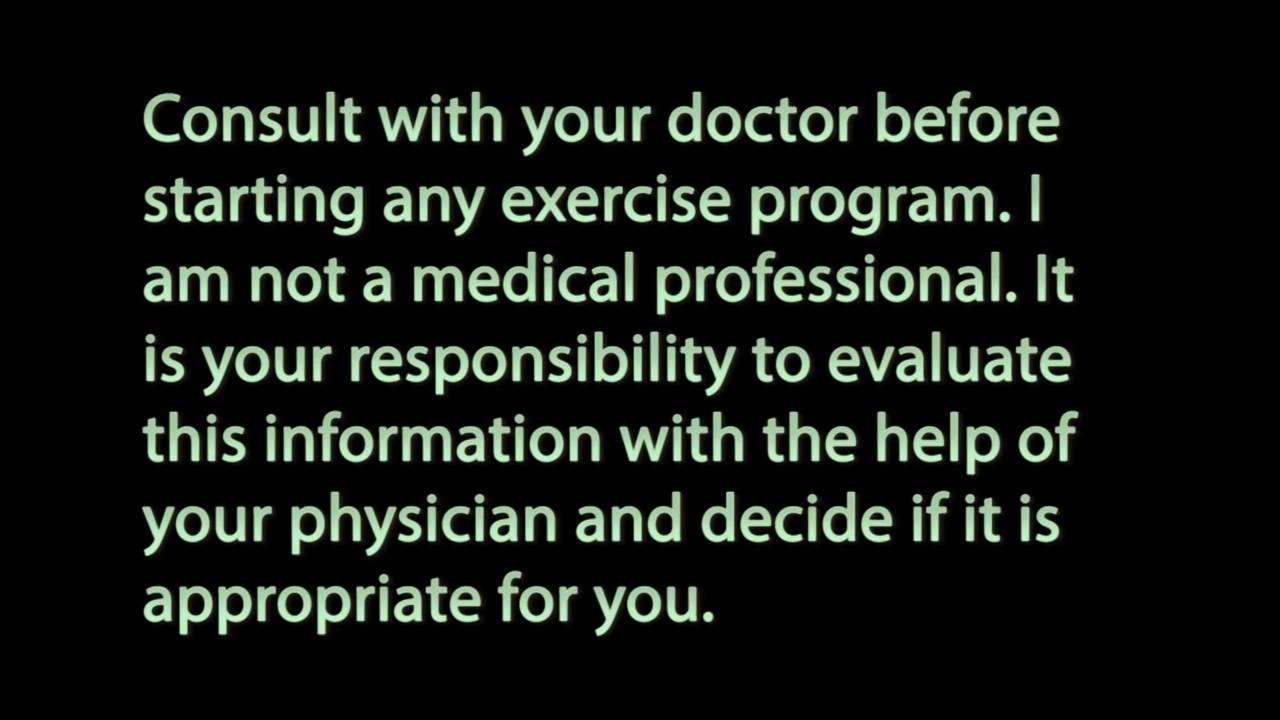 Consult with your doctor before
starting any exercise program. I
am not a medical professional. It
is your responsibility to evaluate
this information with the help of
your physician and decide if it is
appropriate for you.